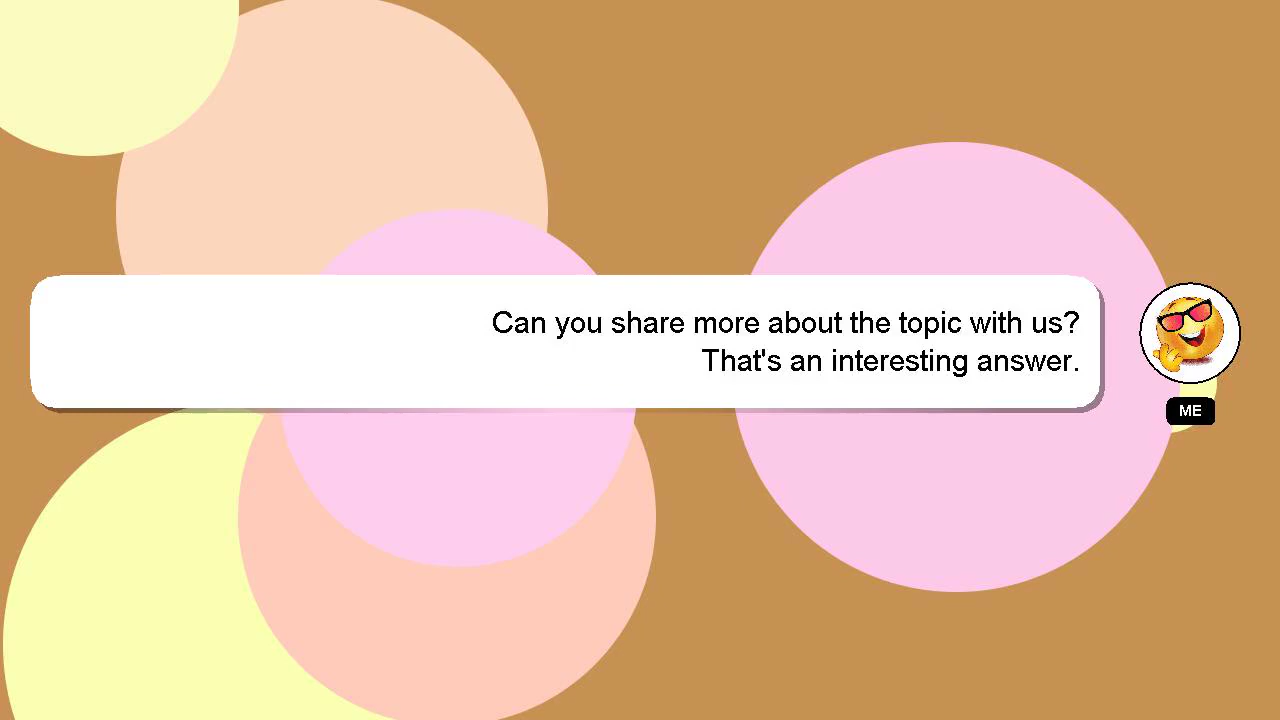 Can you share more about the topic with us?
That's an interesting answer.
ME